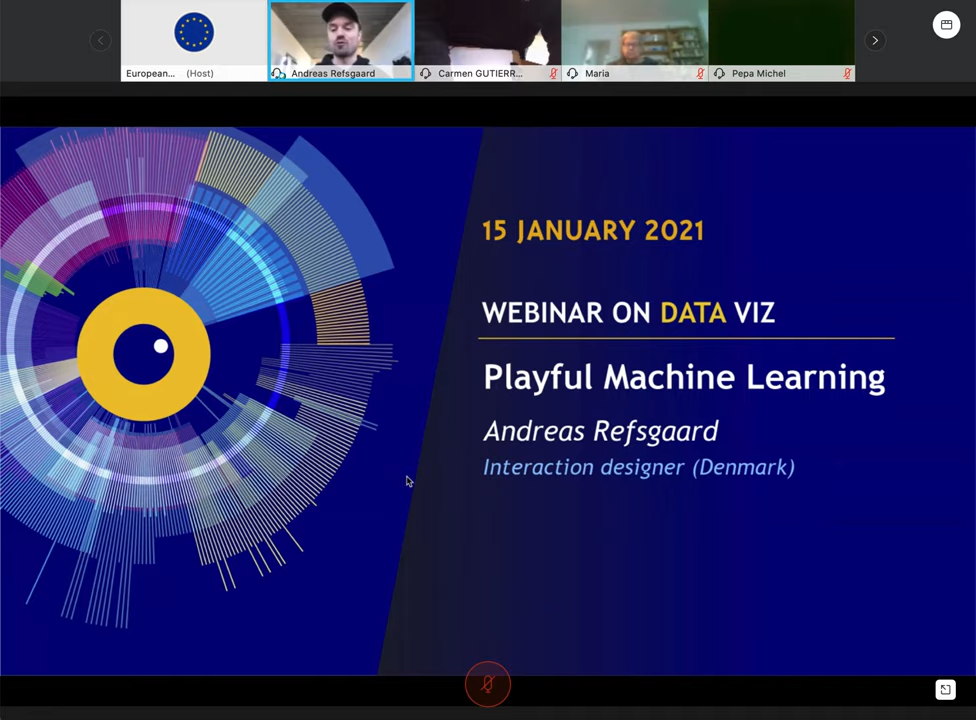 European... (Host)
Andreas Refsgaard
Carmen GUTIERR...
Maria
Pepa Michel
15 JANUARY 2021
WEBINAR ON DATA VIZ
Playful Machine Learning
Andreas Refsgaard
Interaction designer (Denmark)